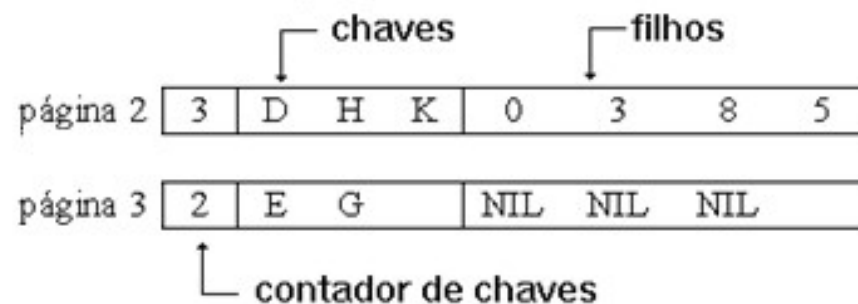 chaves filhos
página 2 3 D H K 0 3 8 5
página 3 2 E G NIL NIL NIL
contador de chaves